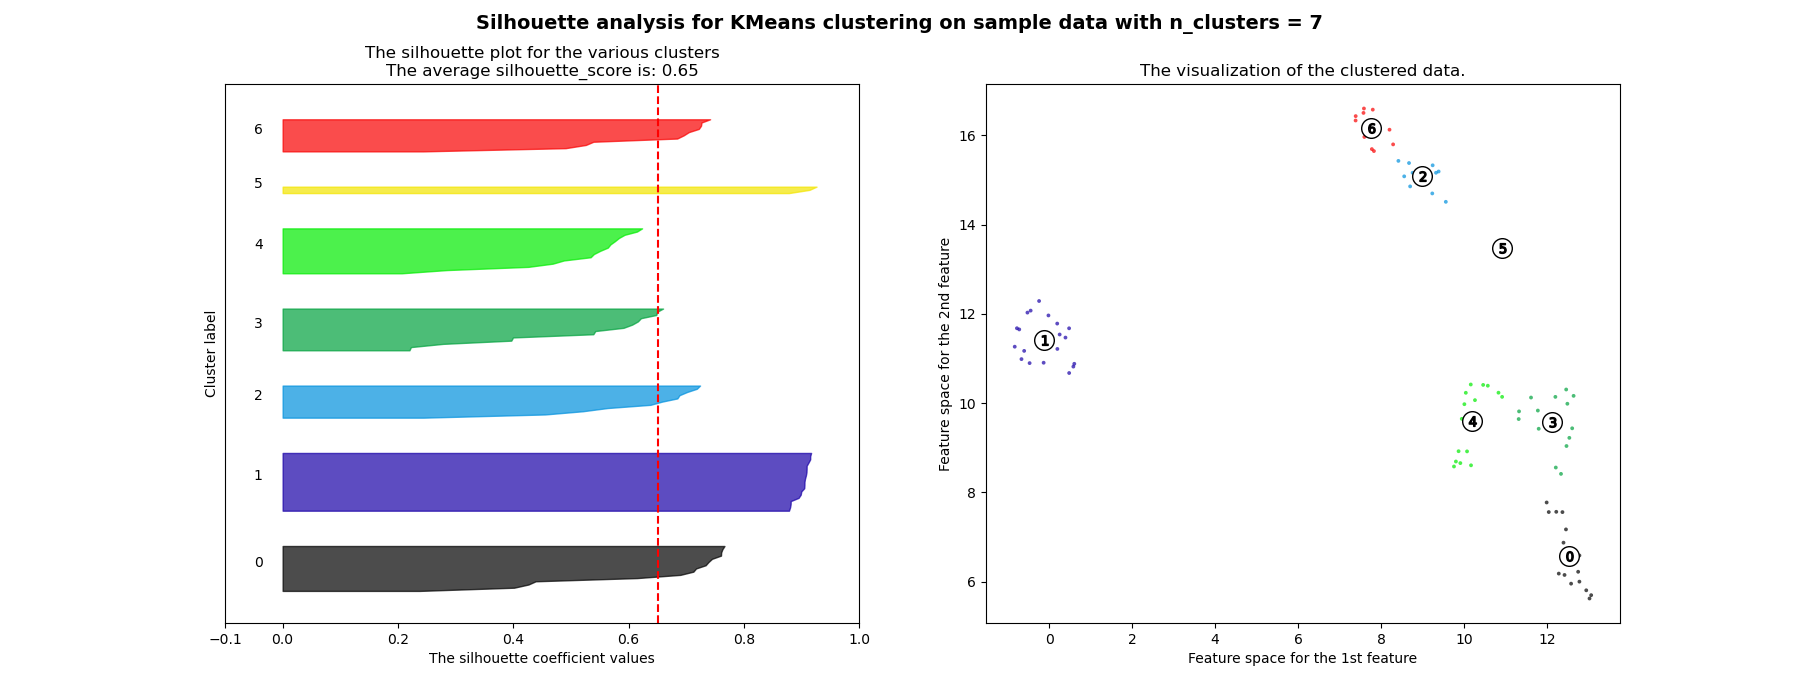 Silhouette analysis for KMeans clustering on sample data with n_clusters = 7
The silhouette plot for the various clusters
The average silhouette_score is: 0.65
6
5
4
3
2
1
0
Cluster label
−0.1 0.0 0.2 0.4 0.6 0.8 1.0
The silhouette coefficient values
The visualization of the clustered data.
16
14
12
10
8
6
Feature space for the 2nd feature
6
2
5
1
4 3
0
0 2 4 6 8 10 12
Feature space for the 1st feature